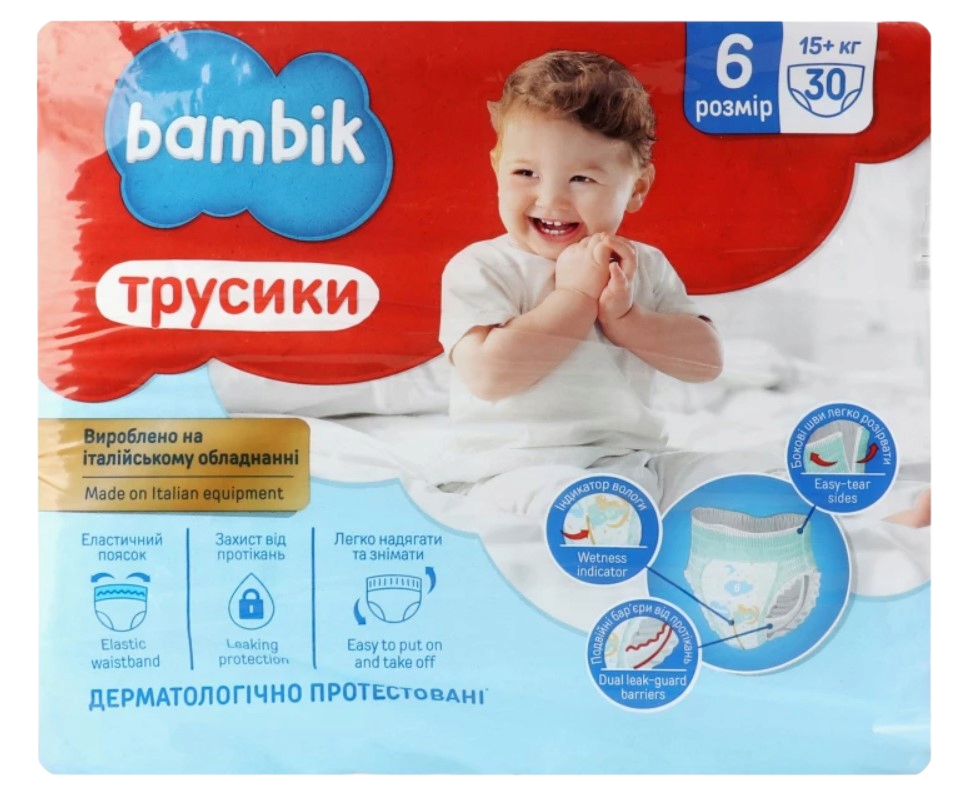 bambik
6
розмір
15+ кг
30
трусики
Вироблено на
італійському обладнанні
Made on Italian equipment
Еластичний
поясок
Elastic
waistband
Захист від
протікань
Leaking
protection
Легко надягати
та знімати
Easy to put on
and take off
Бокові шви легко розірвати
Easy-tear
sides
Індикатор вологи
Wetness
indicator
Подвійні бар'єри від протікань
Dual leak-guard
barriers
ДЕРМАТОЛОГІЧНО ПРОТЕСТОВАНІ